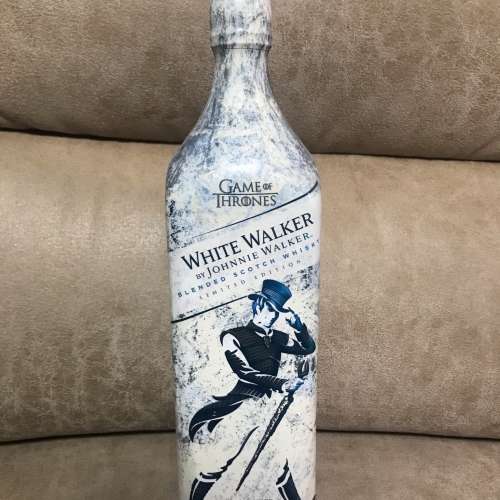 GAME OF
THRONES
WHITE WALKER
BY JOHNNIE WALKER
BLENDED SCOTCH WHISKY
LIMITED EDITION